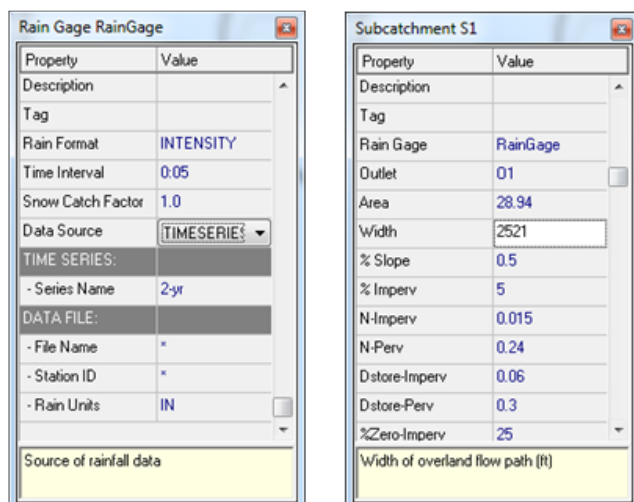 Rain Gage RainGage
Property Value
Description
Tag
Rain Format INTENSITY
Time Interval 0:05
Snow Catch Factor 1.0
Data Source TIMESERIES
TIME SERIES:
- Series Name 2-yr
DATA FILE:
- File Name *
- Station ID *
- Rain Units IN
Source of rainfall data
Subcatchment S1
Property Value
Description
Tag
Rain Gage RainGage
Outlet O1
Area 28.94
Width 2521
% Slope 0.5
% Imperv 5
N-Imperv 0.015
N-Perv 0.24
Dstore-Imperv 0.06
Dstore-Perv 0.3
%Zero-Imperv 25
Width of overland flow path (ft)